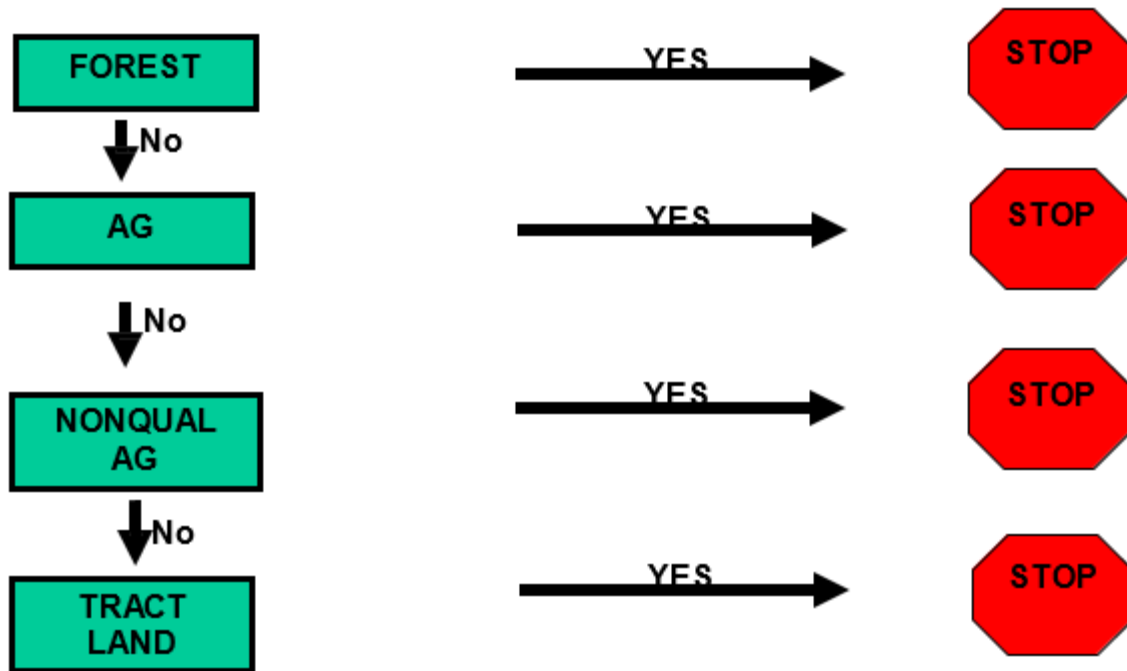 FOREST
YES
STOP
No
AG
YES
STOP
No
NONQUAL
AG
YES
STOP
No
TRACT
LAND
YES
STOP